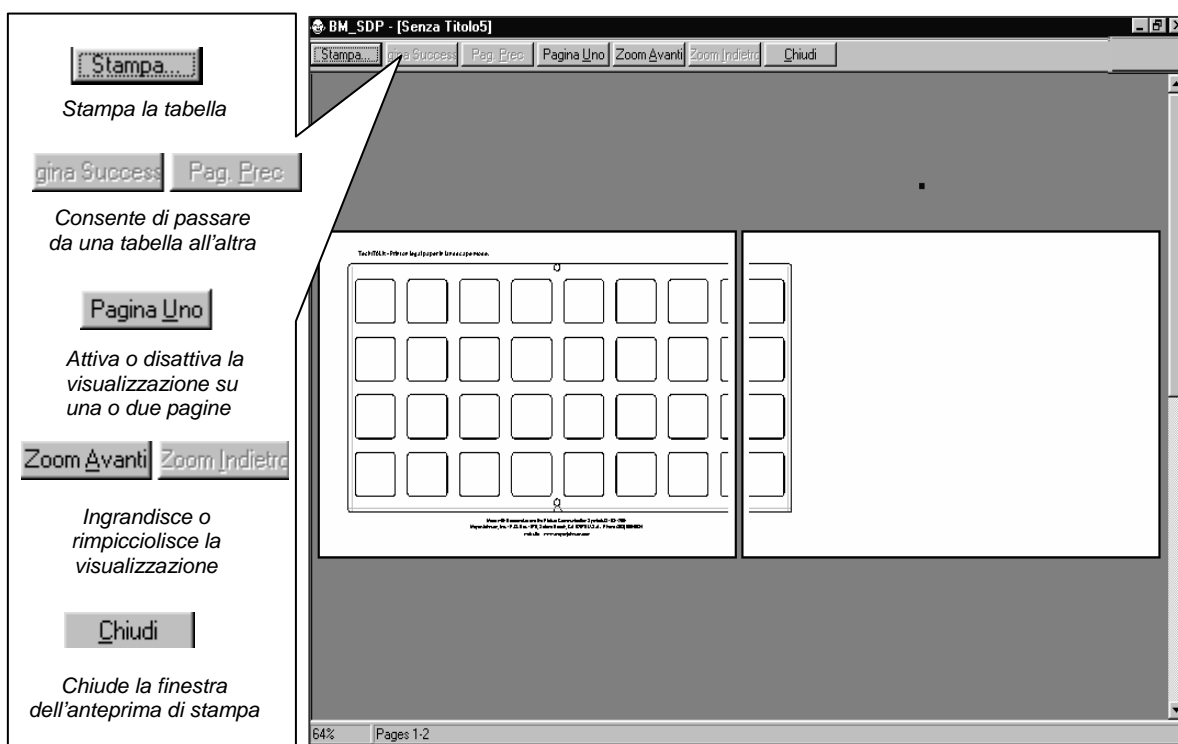 Stampa...
Stampa la tabella
gina Success Pag. Prec
Consente di passare
da una tabella all'altra
Pagina Uno
Attiva o disattiva la
visualizzazione su
una o due pagine
Zoom Avanti Zoom Indietro
Ingrandisce o
rimpicciolisce la
visualizzazione
Chiudi
Chiude la finestra
dell'anteprima di stampa
BM_SDP - [Senza Titolo5]
Stampa... gina Success Pag. Prec Pagina Uno Zoom Avanti Zoom Indietro Chiudi
64% Pages 1-2